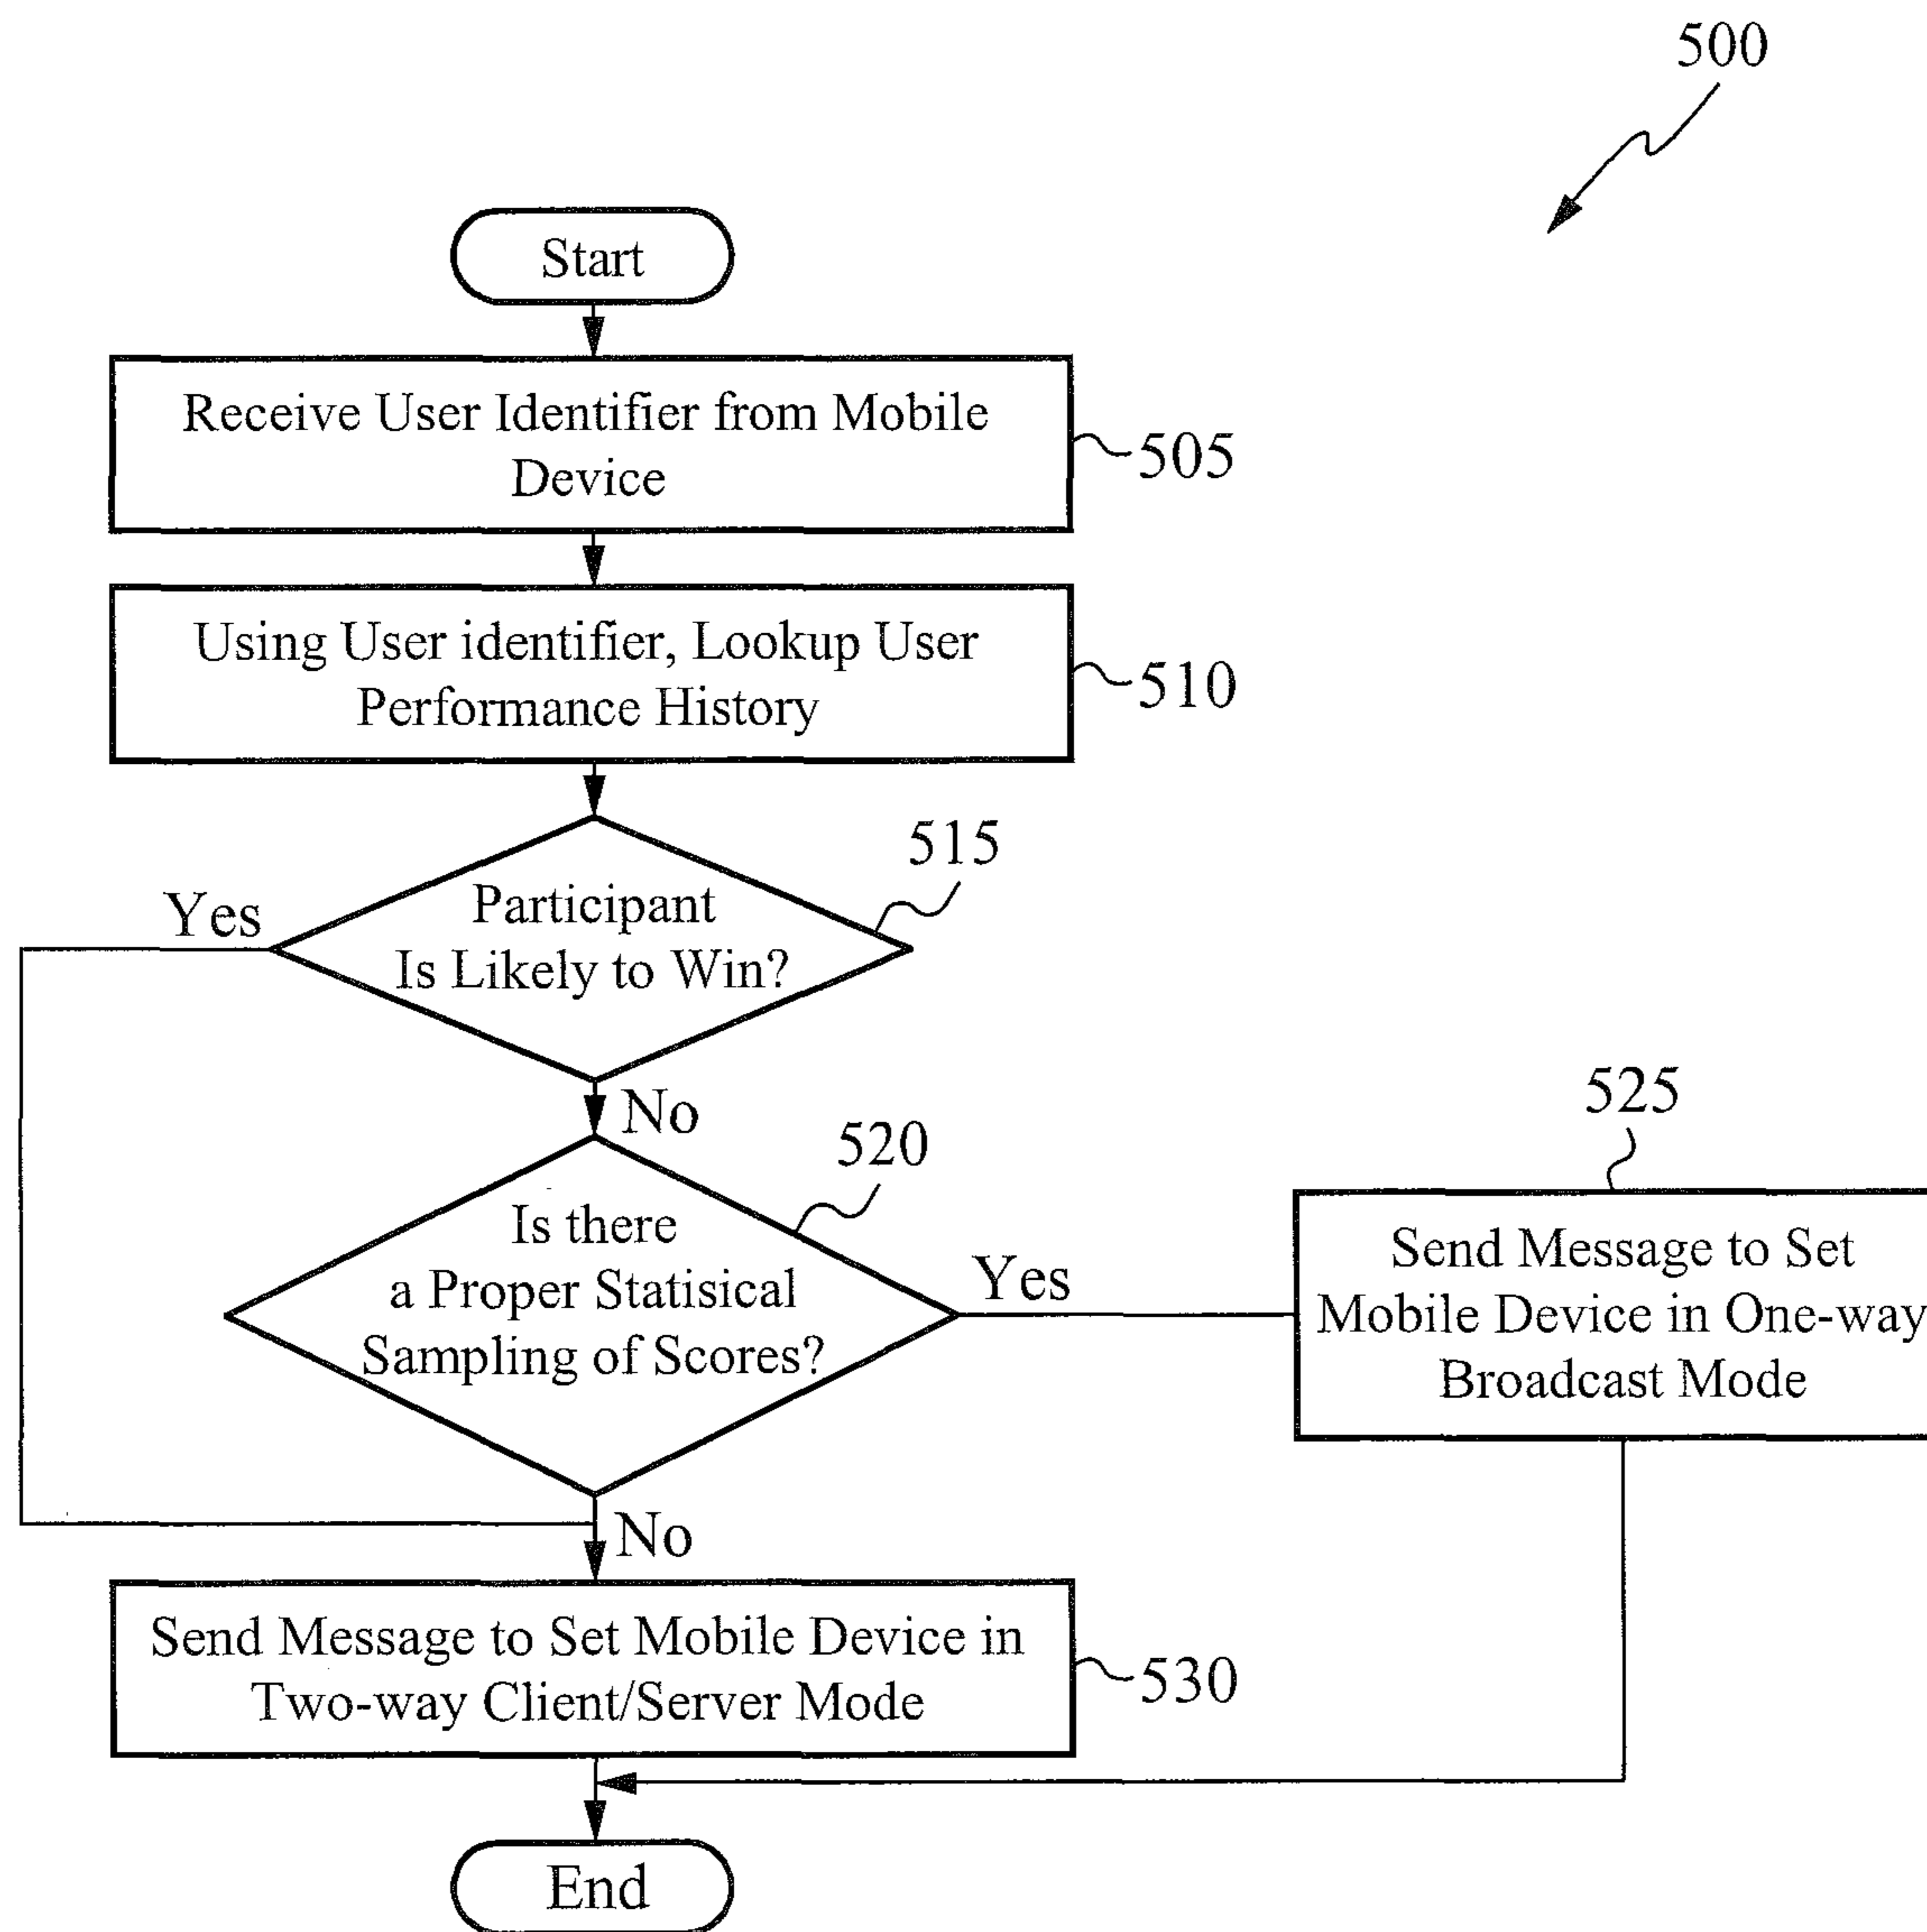 500
Start
Receive User Identifier from Mobile
Device
505
Using User identifier, Lookup User
Performance History
510
515
Yes
Participant
Is Likely to Win?
No
520
Is there
a Proper Statisical
Sampling of Scores?
Yes
525
Send Message to Set
Mobile Device in One-way
Broadcast Mode
No
Send Message to Set Mobile Device in
Two-way Client/Server Mode
530
End